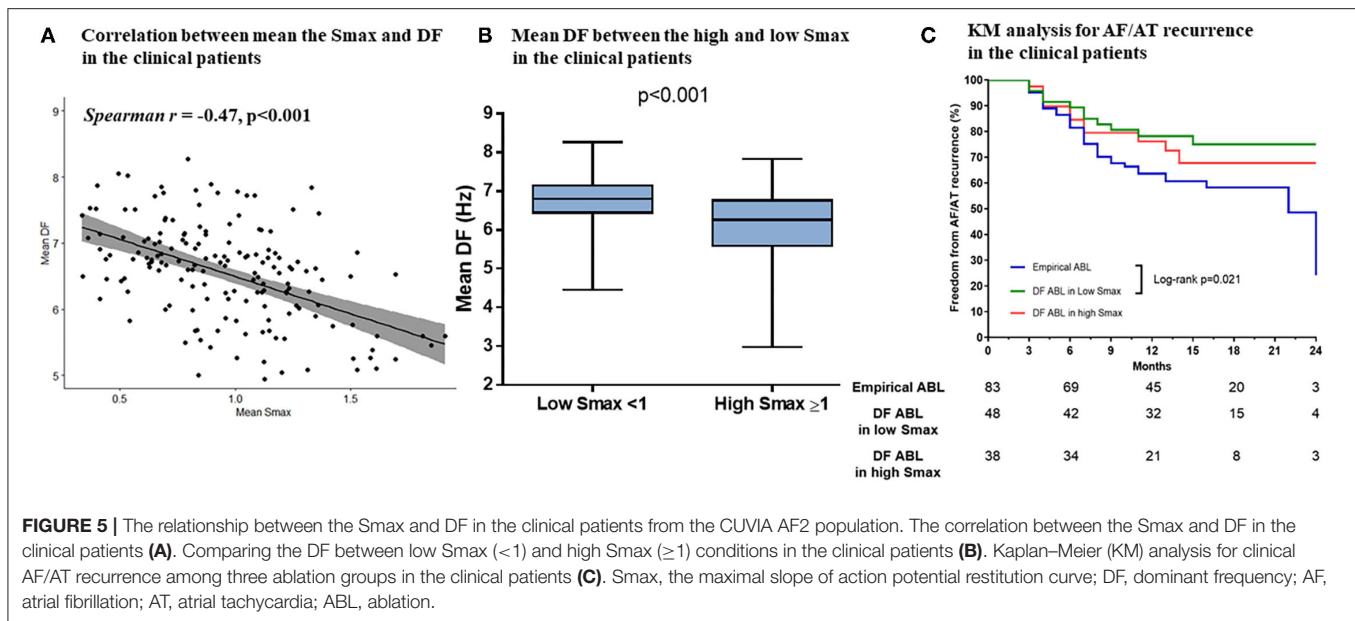 A Correlation between mean the Smax and DF
in the clinical patients
Spearman r = -0.47, p<0.001
9
8
7
6
5
Mean DF
0.5 1.0 1.5
Mean Smax
B Mean DF between the high and low Smax
in the clinical patients
p<0.001
9
8
7
6
5
4
3
2
Mean DF (Hz)
Low Smax <1 High Smax ≥1
C KM analysis for AF/AT recurrence
in the clinical patients
100
90
80
70
60
50
40
30
20
10
0
Freedom from AF/AT recurrence (%)
Empirical ABL
DF ABL in Low Smax
DF ABL in high Smax
Log-rank p=0.021
0 3 6 9 12 15 18 21 24
Months
Empirical ABL 83 69 45 20 3
DF ABL
in low Smax 48 42 32 15 4
DF ABL
in high Smax 38 34 21 8 3
FIGURE 5 | The relationship between the Smax and DF in the clinical patients from the CUVIA AF2 population. The correlation between the Smax and DF in the
clinical patients (A). Comparing the DF between low Smax (<1) and high Smax (≥1) conditions in the clinical patients (B). Kaplan–Meier (KM) analysis for clinical
AF/AT recurrence among three ablation groups in the clinical patients (C). Smax, the maximal slope of action potential restitution curve; DF, dominant frequency; AF,
atrial fibrillation; AT, atrial tachycardia; ABL, ablation.